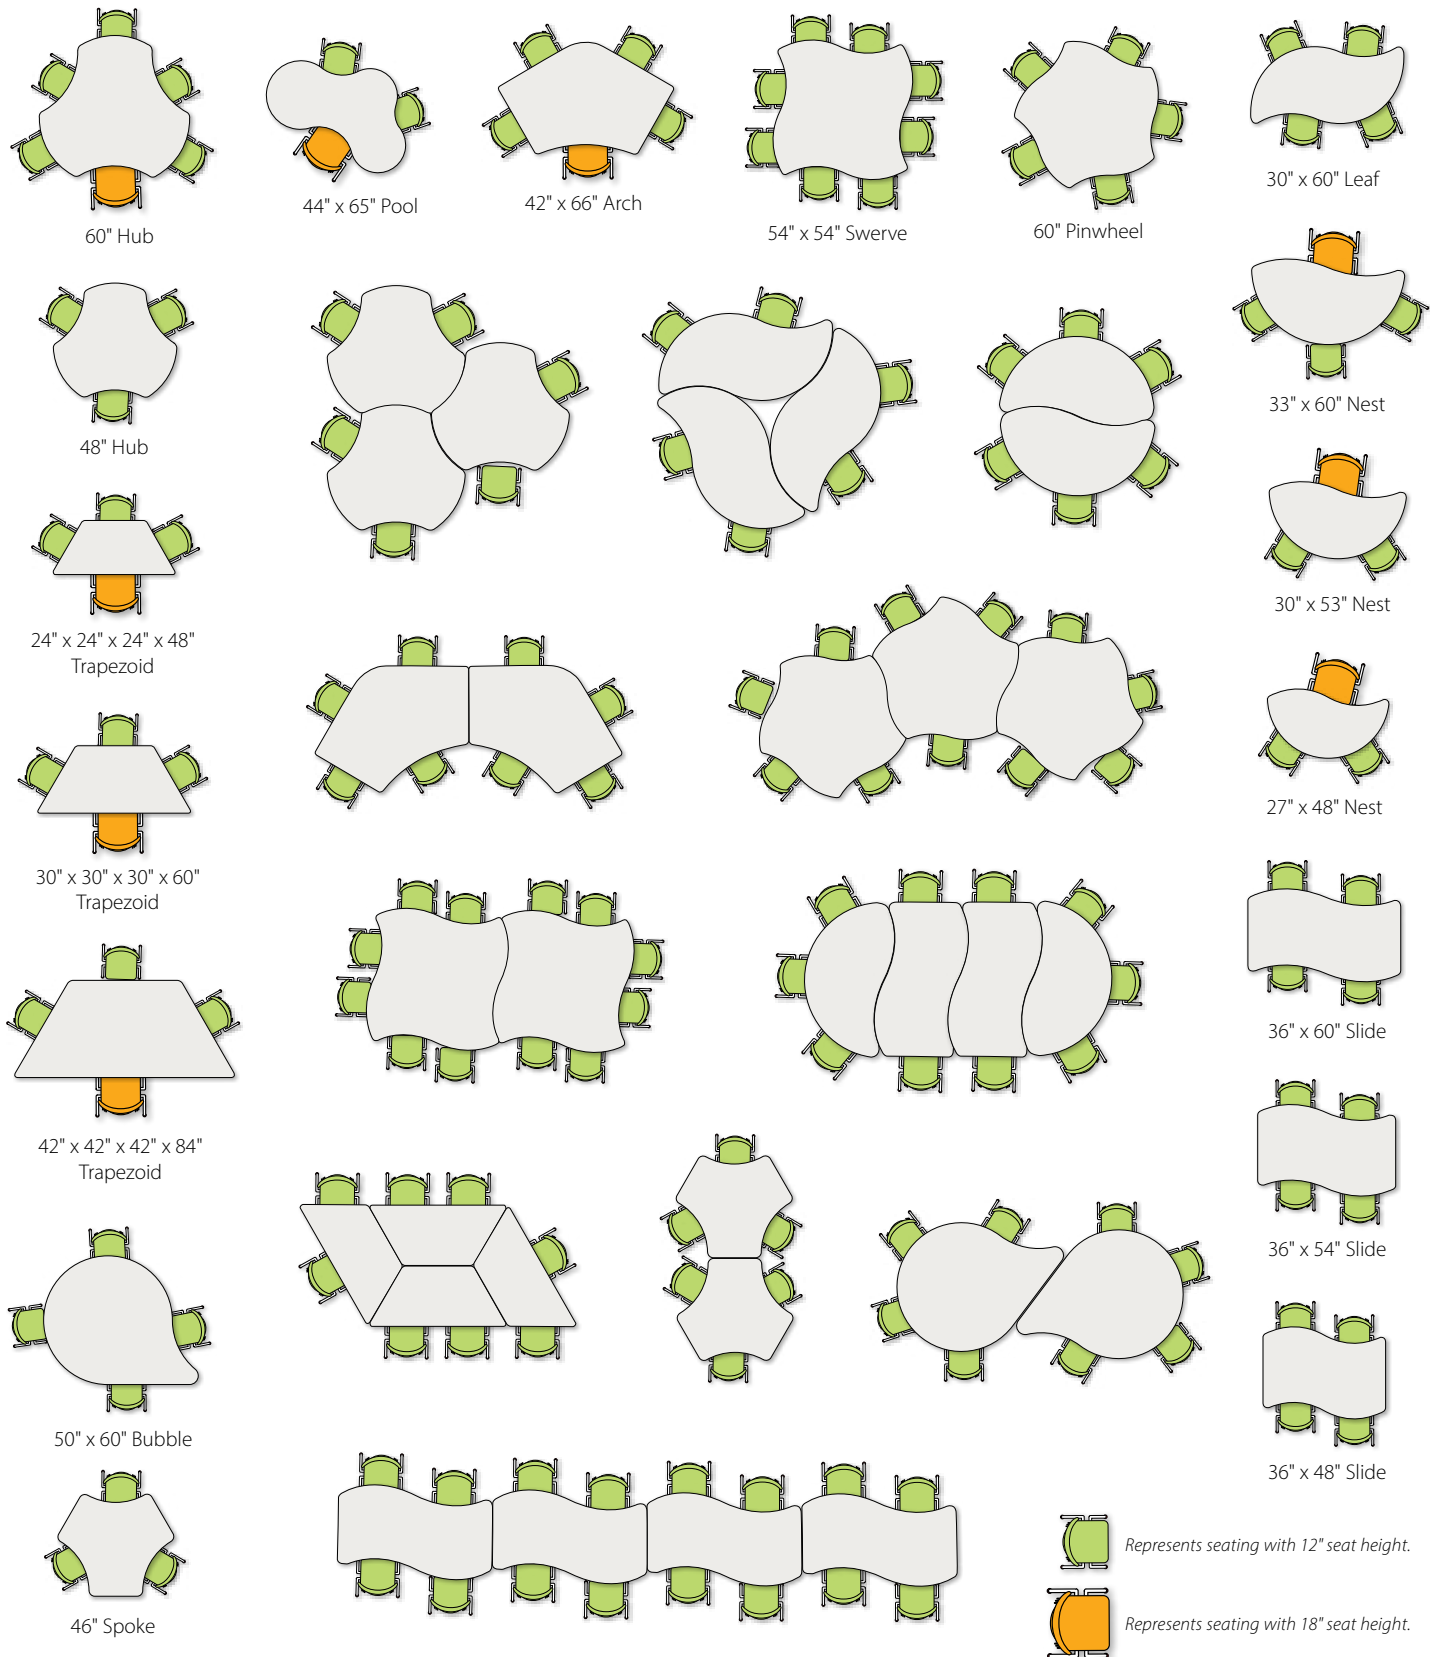 44" x 65" Pool
42" x 66" Arch
54" x 54" Swerve
60" Pinwheel
30" x 60" Leaf
60" Hub
33" x 60" Nest
48" Hub
30" x 53" Nest
24" x 24" x 24" x 48"
Trapezoid
27" x 48" Nest
30" x 30" x 30" x 60"
Trapezoid
36" x 60" Slide
42" x 42" x 42" x 84"
Trapezoid
36" x 54" Slide
50" x 60" Bubble
36" x 48" Slide
46" Spoke
Represents seating with 12" seat height.
Represents seating with 18" seat height.